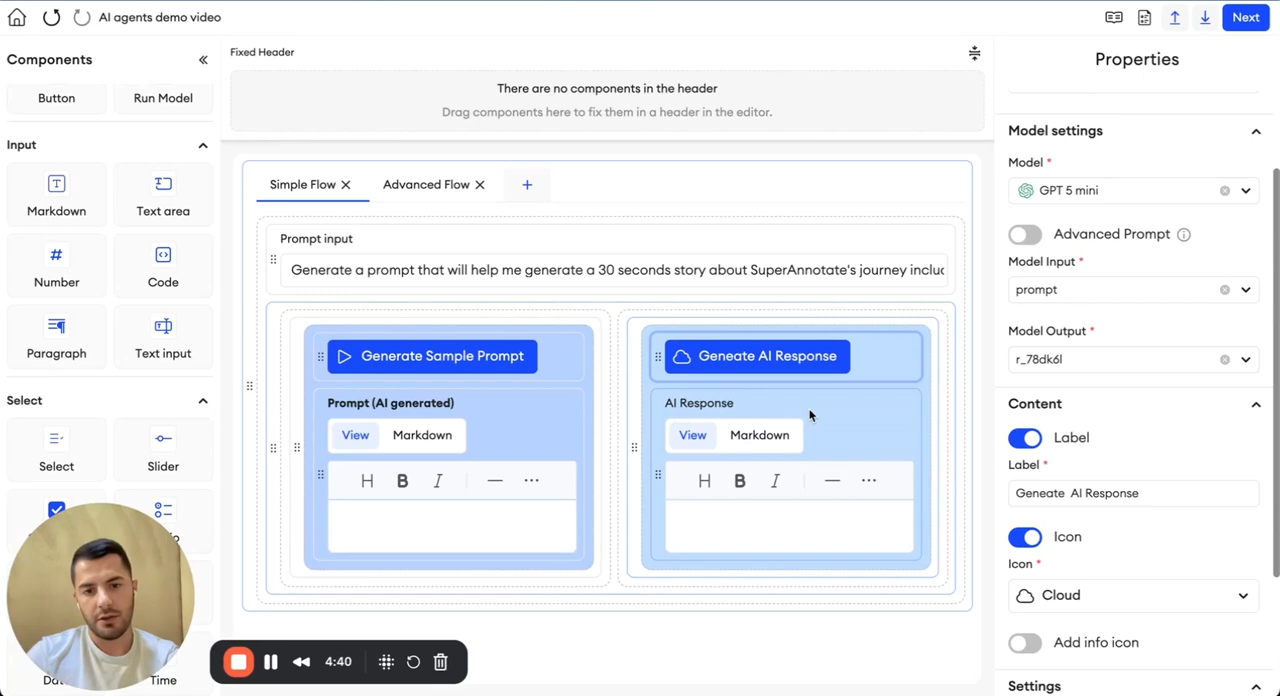 AI agents demo video
Next
Components
Button
Run Model
Input
Markdown
Text area
Number
Code
Paragraph
Text input
Select
Select
Slider
Time
Fixed Header
There are no components in the header
Drag components here to fix them in a header in the editor.
Simple Flow
Advanced Flow
Prompt input
Generate a prompt that will help me generate a 30 seconds story about SuperAnnotate's journey includ
Generate Sample Prompt
Prompt (AI generated)
View
Markdown
H B I
Geneate AI Response
AI Response
View
Markdown
H B I
4:40
Properties
Model settings
Model *
GPT 5 mini
Advanced Prompt
Model Input *
prompt
Model Output *
r_78dk6l
Content
Label
Label *
Geneate AI Response
Icon
Icon *
Cloud
Add info icon
Settings